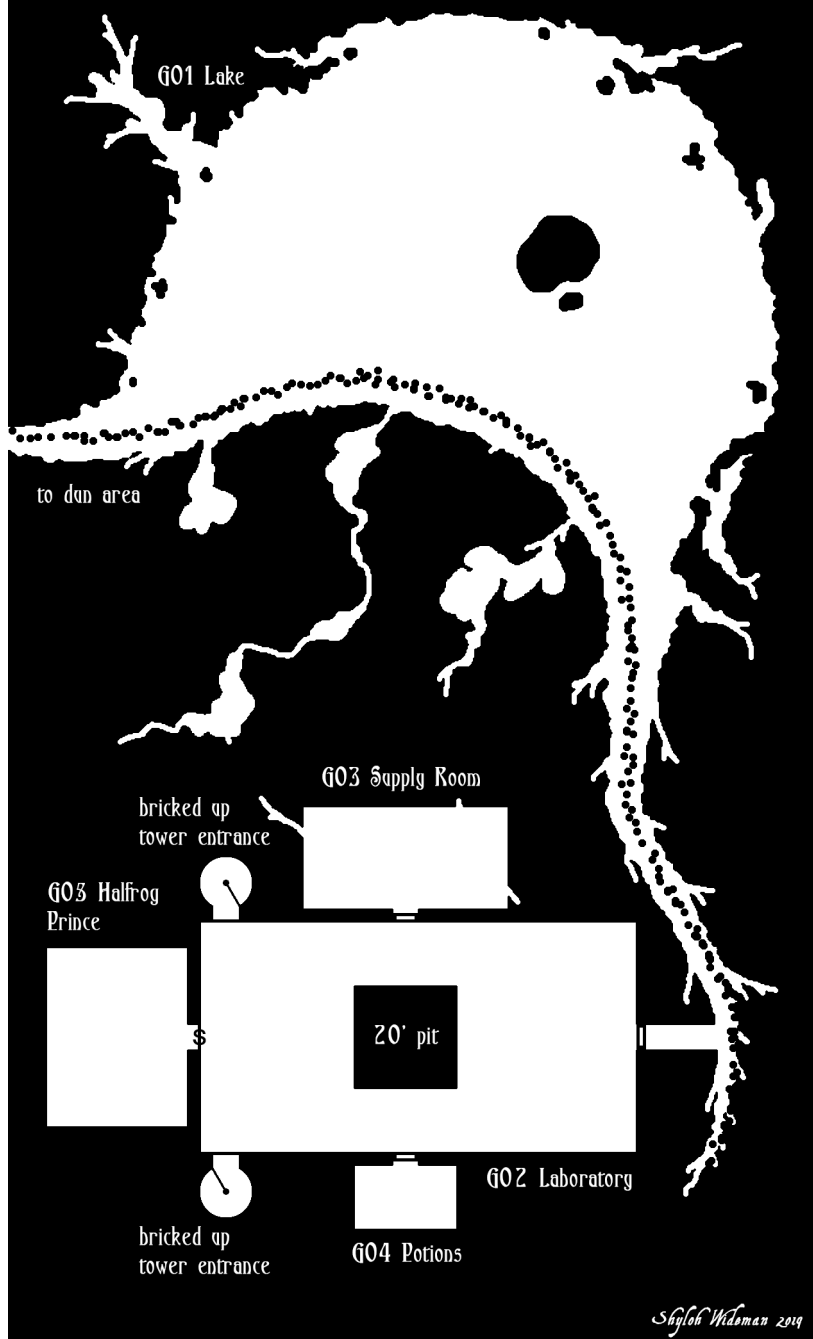 G01 Lake
to dun area
G03 Supply Room
bricked up
tower entrance
G03 Halfrog
Prince
S
20' pit
G02 Laboratory
bricked up
tower entrance
G04 Potions
Shyloh Wideman 2019